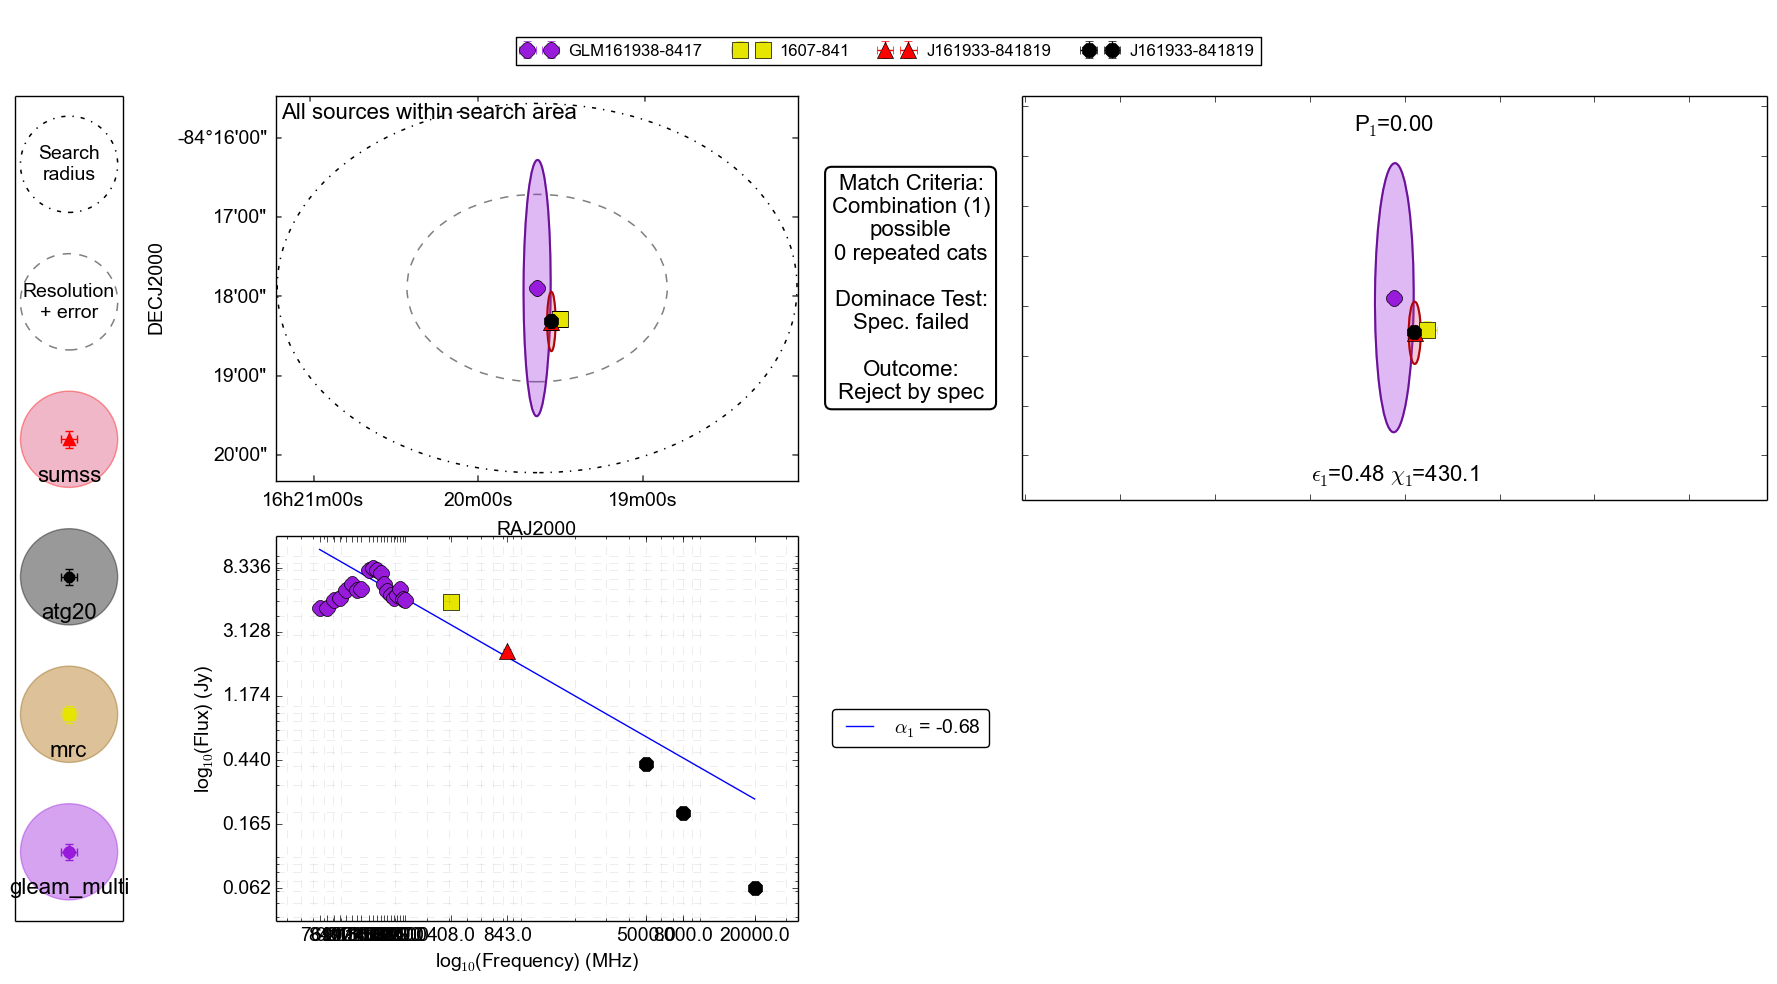 GLM161938-8417
1607-841
J161933-841819
J161933-841819
Search
radius
Resolution
+ error
sumss
atg20
mrc
gleam_multi
All sources within search area
DECJ2000
-84°16'00"
17'00"
18'00"
19'00"
20'00"
16h21m00s
20m00s
19m00s
RAJ2000
Match Criteria:
Combination (1)
possible
0 repeated cats
Dominace Test:
Spec. failed
Outcome:
Reject by spec
P₁=0.00
ϵ₁=0.48 χ₁=430.1
log₁₀(Flux) (Jy)
8.336
3.128
1.174
0.440
0.165
0.062
408.0
843.0
5000.0
8000.0
20000.0
log₁₀(Frequency) (MHz)
α₁ = -0.68